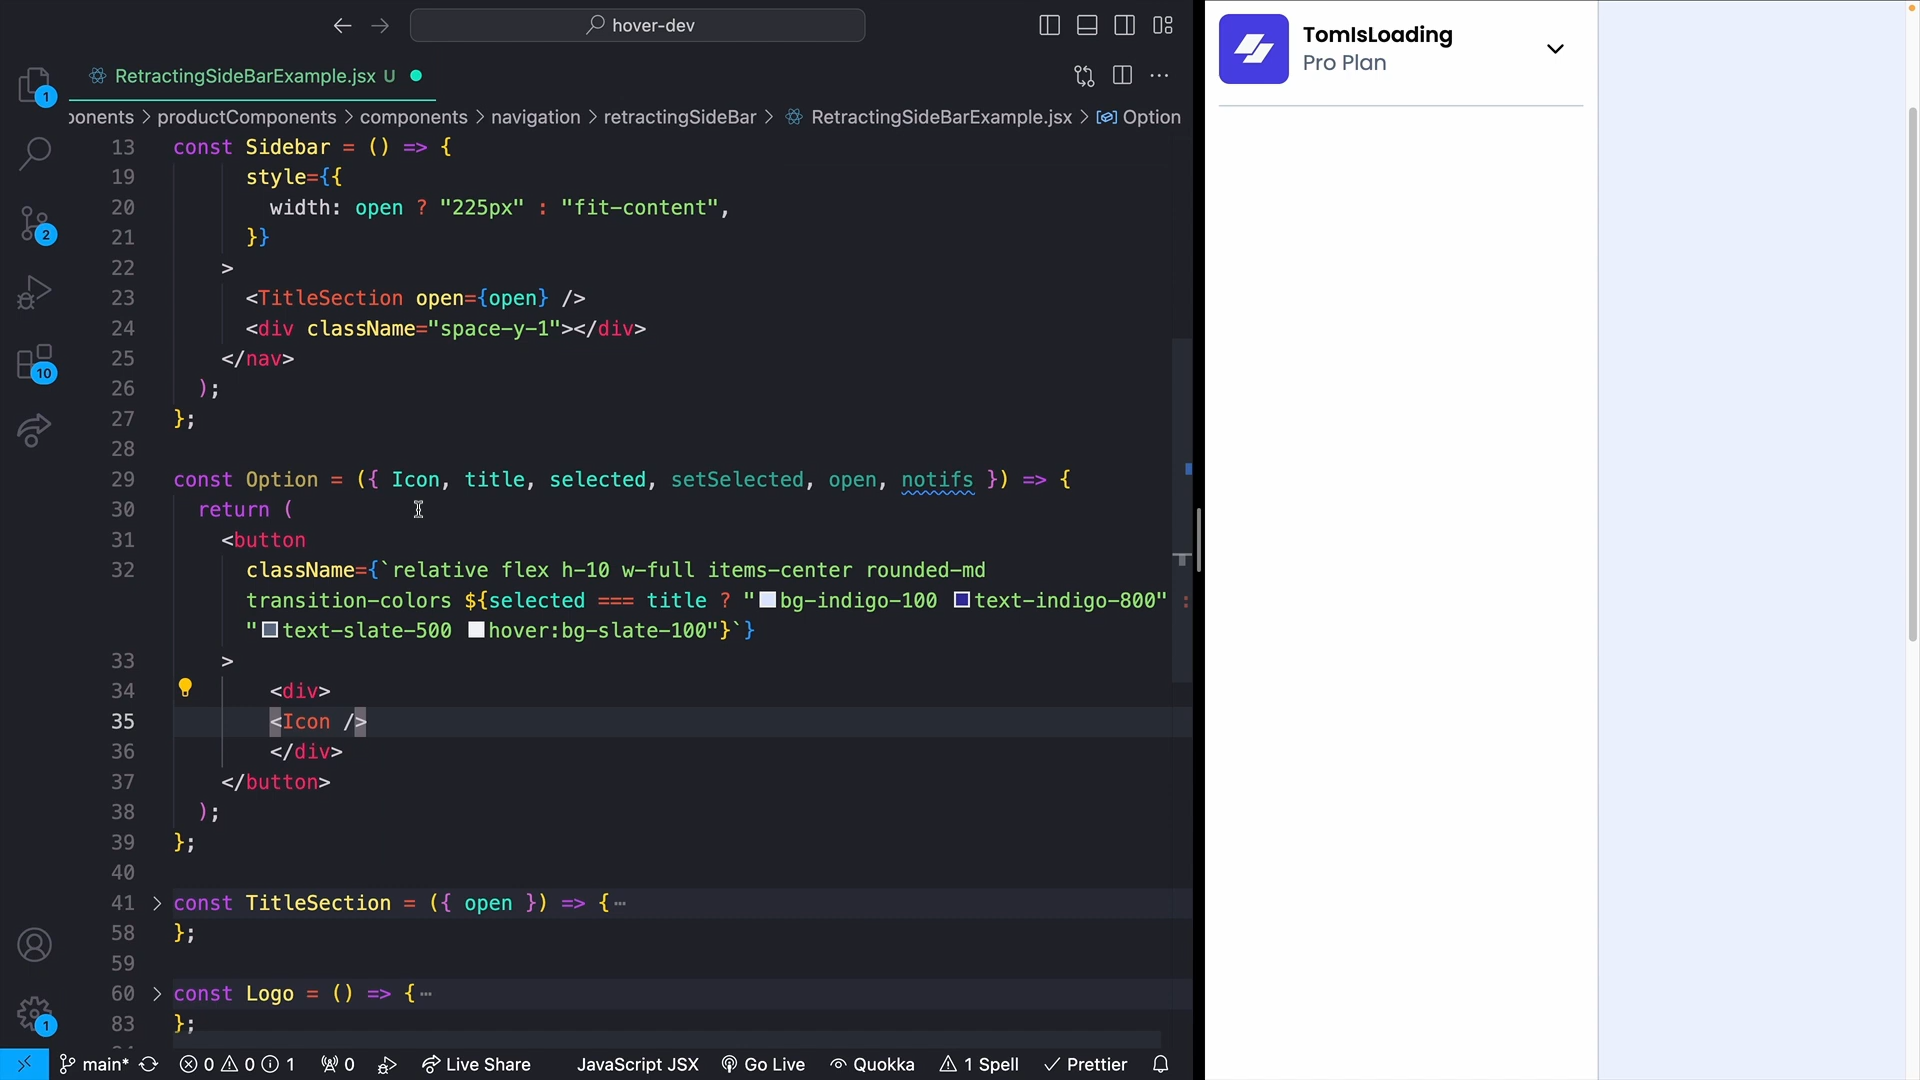 hover-dev
RetractingSideBarExample.jsx U
ponents > productComponents > components > navigation > retractingSideBar > RetractingSideBarExample.jsx > Option
13 const Sidebar = () => {
19 style={{
20 width: open ? "225px" : "fit-content",
21 }}
22 >
23 <TitleSection open={open} />
24 <div className="space-y-1"></div>
25 </nav>
26 );
27 };
28
29 const Option = ({ Icon, title, selected, setSelected, open, notifs }) => {
30 return (
31 <button
32 className={`relative flex h-10 w-full items-center rounded-md
transition-colors ${selected === title ? "bg-indigo-100 text-indigo-800" :
"text-slate-500 hover:bg-slate-100"}`}
33 >
34 <div>
35 <Icon />
36 </div>
37 </button>
38 );
39 };
40
41 const TitleSection = ({ open }) => {⋯
58 };
59
60 const Logo = () => {⋯
83 };
1
2
10
1
main* 0 0 1 0 Live Share JavaScript JSX Go Live Quokka 1 Spell Prettier
TomIsLoading
Pro Plan